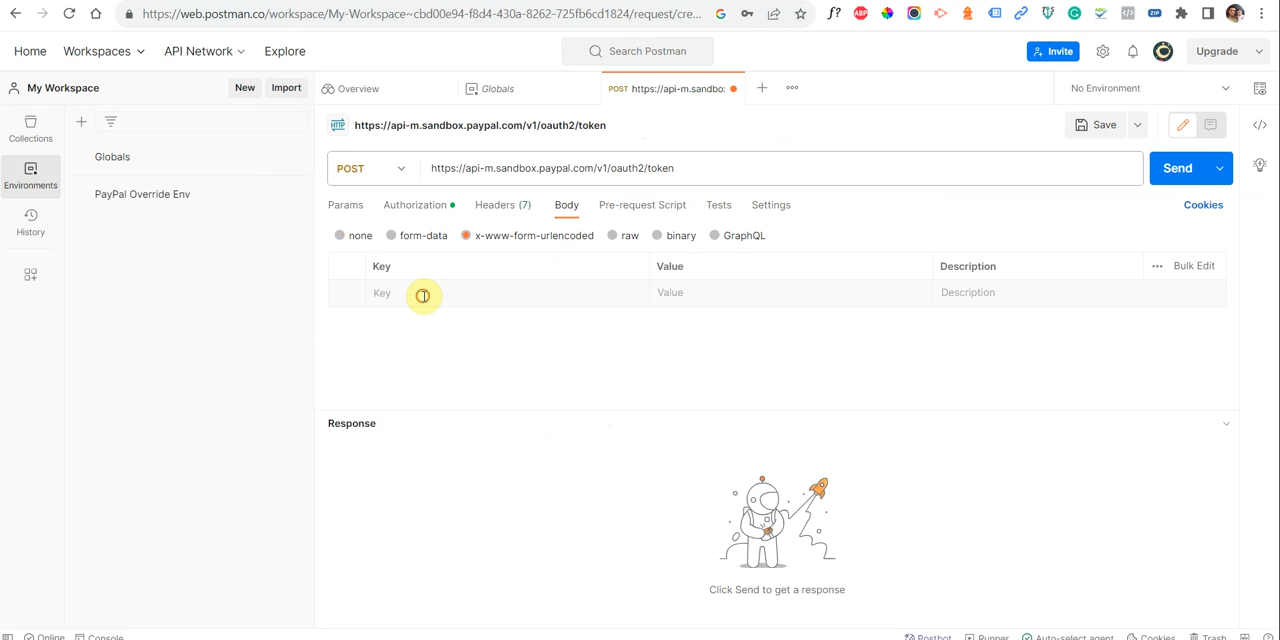 https://web.postman.co/workspace/My-Workspace~cbd00e94-f8d4-430a-8262-725fb6cd1824/request/cre...
Home Workspaces API Network Explore Search Postman Invite Upgrade
My Workspace New Import Overview Globals POST https://api-m.sandbo: No Environment
Collections
Environments
History
Globals
PayPal Override Env
HTTP https://api-m.sandbox.paypal.com/v1/oauth2/token Save
POST https://api-m.sandbox.paypal.com/v1/oauth2/token Send
Params Authorization Headers (7) Body Pre-request Script Tests Settings Cookies
none form-data x-www-form-urlencoded raw binary GraphQL
Key Value Description Bulk Edit
Key Value Description
Response
Click Send to get a response
Online Console Postbot Runner Auto-select agent Cookies Trash